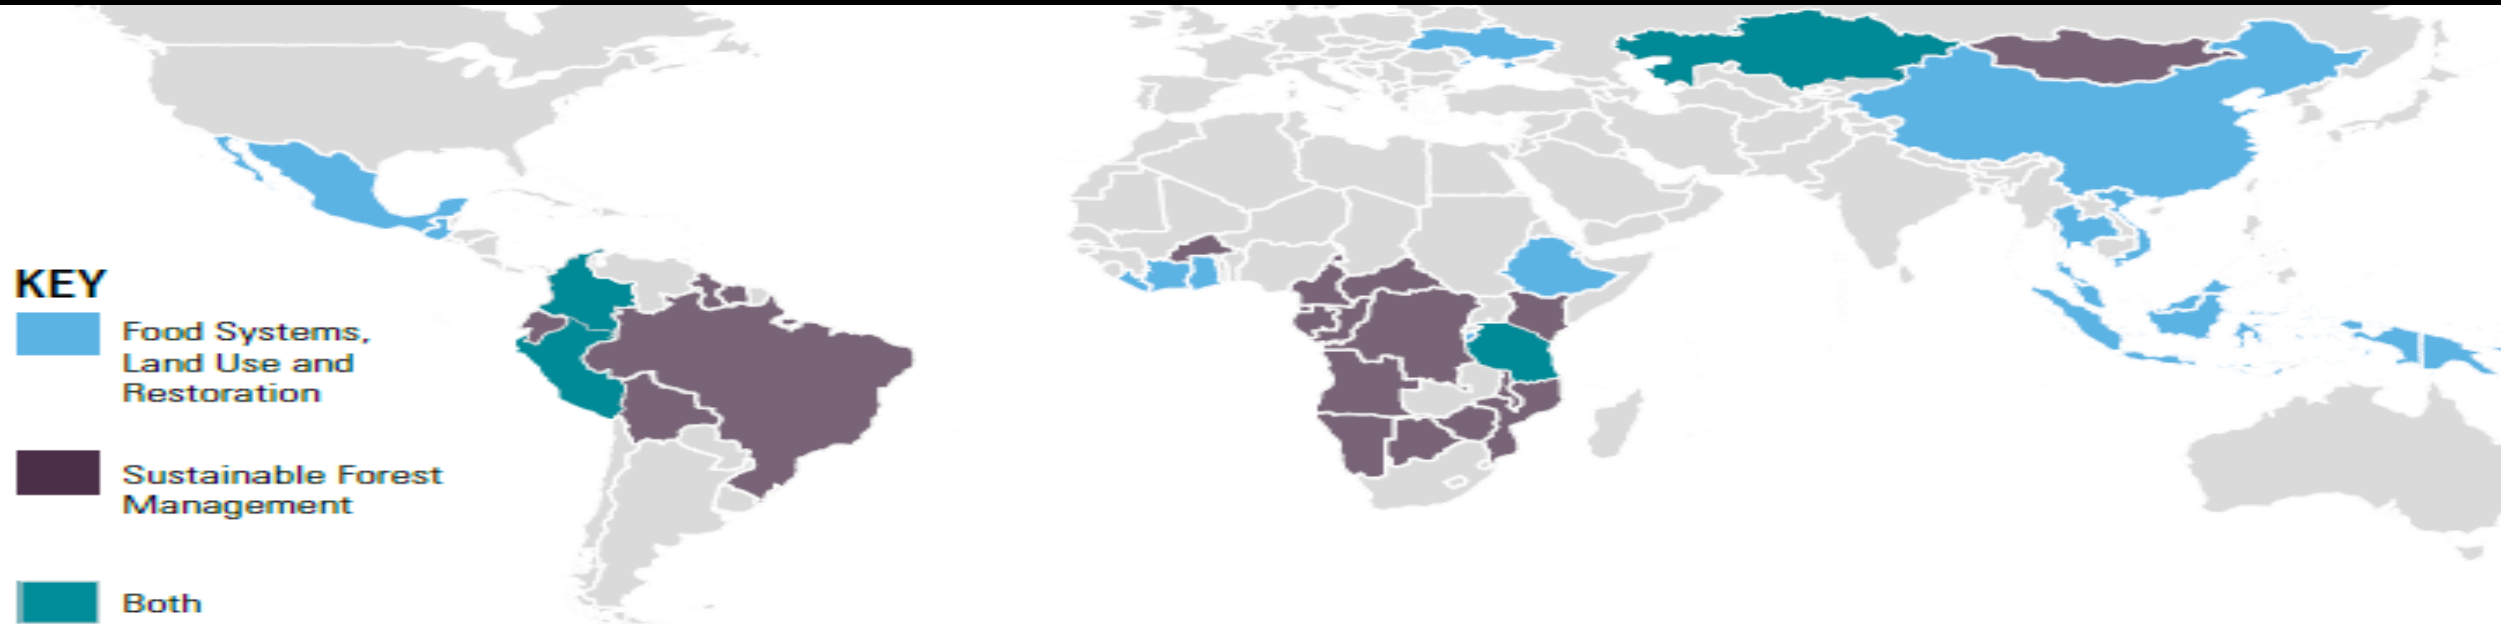 KEY
Food Systems,
Land Use and
Restoration
Sustainable Forest
Management
Both